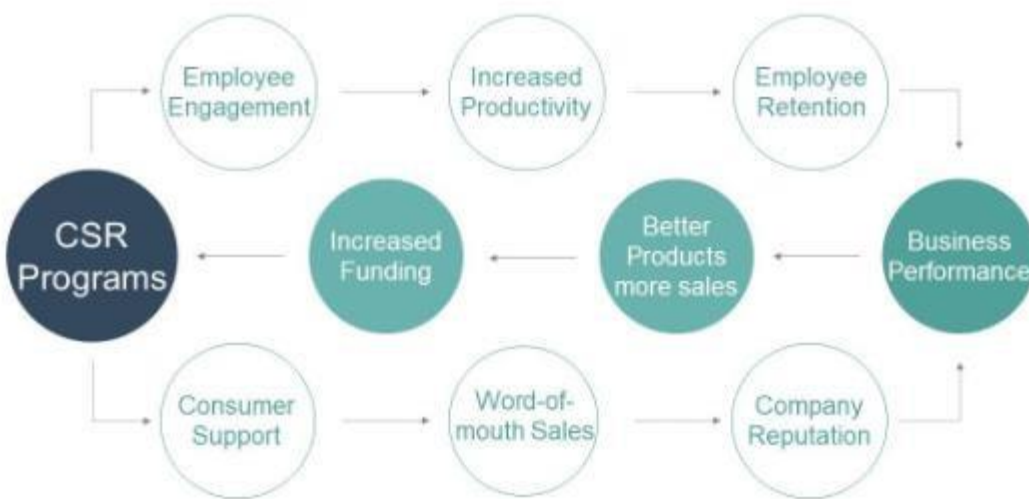 Employee
Engagement
Increased
Productivity
Employee
Retention
CSR
Programs
Increased
Funding
Better
Products
more sales
Business
Performance
Consumer
Support
Word-of-
mouth Sales
Company
Reputation